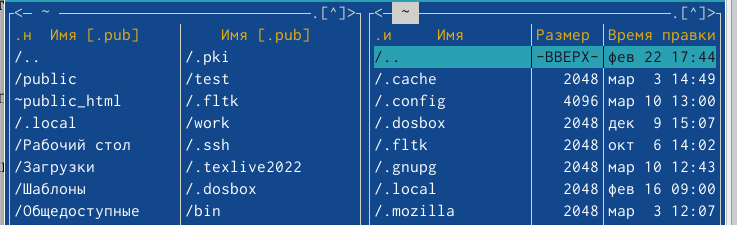 <— ~ .[^]> <— ~ .[^]>
.н Имя [.pub] Имя [.pub] .и Имя Размер Время правки
/.. /.pki /.. -ВВЕРХ- фев 22 17:44
/public /test /.cache 2048 мар 3 14:49
~public_html /.fltk /.config 4096 мар 10 13:00
/.local /work /.dosbox 2048 дек 9 15:07
/Рабочий стол /.ssh /.fltk 2048 окт 6 14:02
/Загрузки /.texlive2022 /.gnupg 2048 мар 10 12:43
/Шаблоны /.dosbox /.local 2048 фев 16 09:00
/Общедоступные /bin /.mozilla 2048 мар 3 12:07